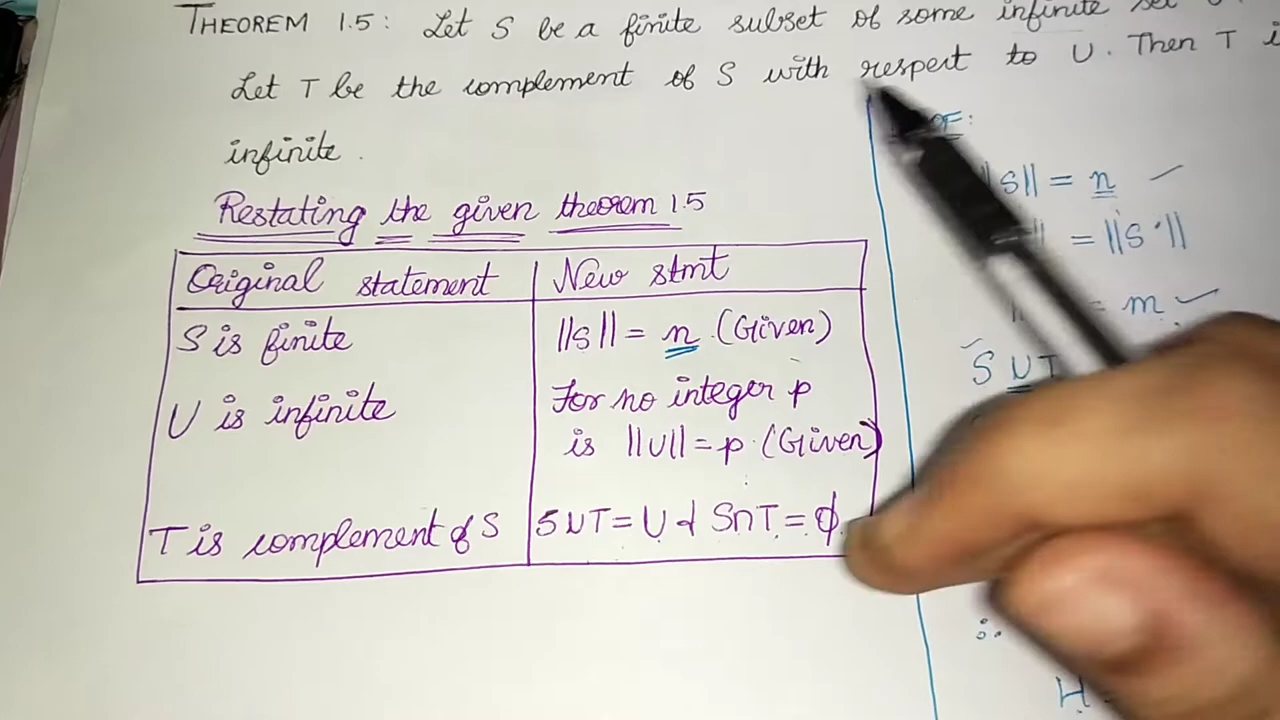 THEOREM 1.5: Let S be a finite subset of some infinite set
Let T be the complement of S with respect to U. Then T
infinite.
Restating the given theorem 1.5
Original statement New stmt
S is finite ||S|| = n (Given)
U is infinite For no integer p
is ||U|| = p. (Given)
T is complement of S SUT = U & S∩T = φ.
||S|| = n
= ||S||
= m
S U T
∴
H